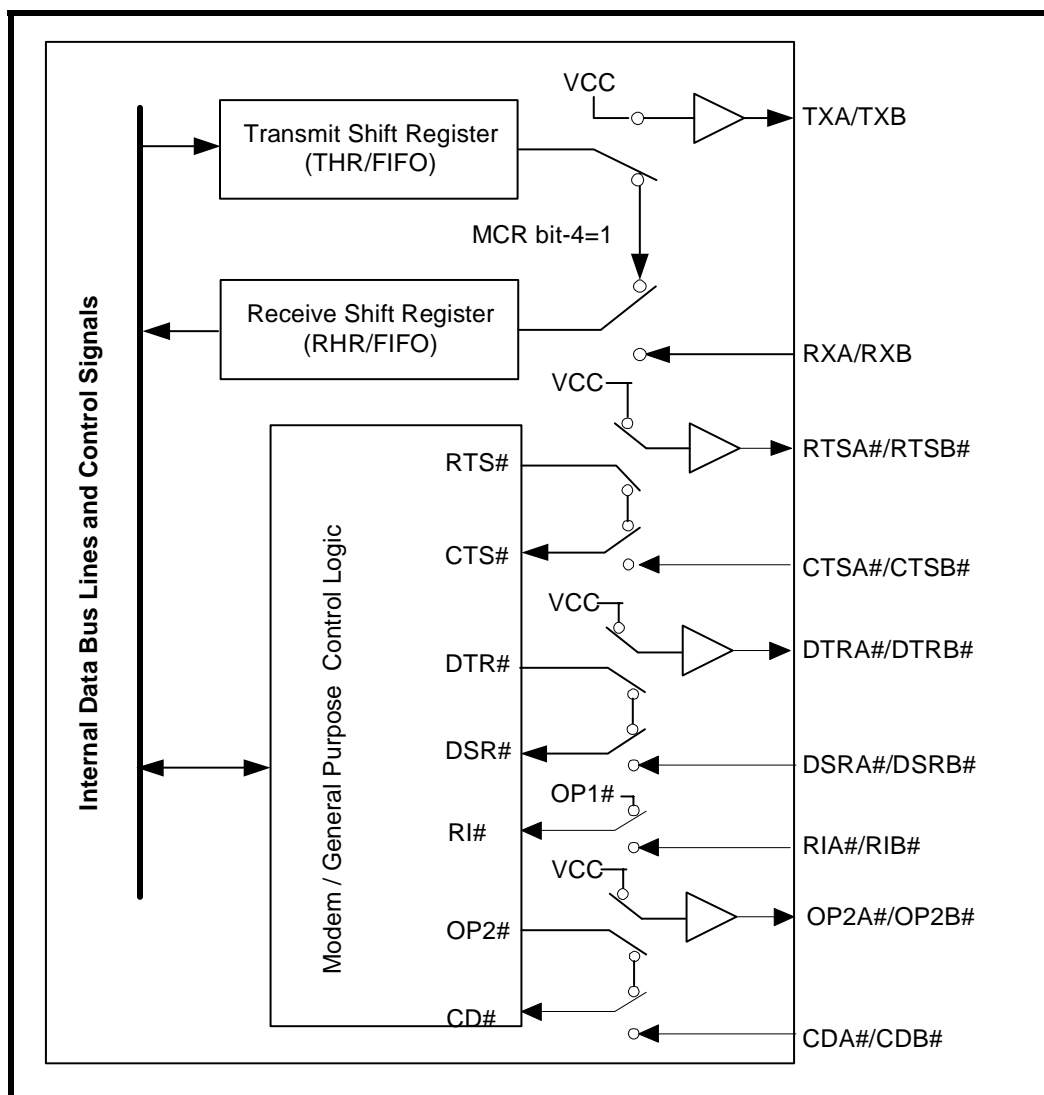 VCC
TXA/TXB
Transmit Shift Register
(THR/FIFO)
MCR bit-4=1
Receive Shift Register
(RHR/FIFO)
RXA/RXB
VCC
RTSA#/RTSB#
RTS#
CTS#
CTSA#/CTSB#
VCC
DTRA#/DTRB#
DTR#
DSR#
DSRA#/DSRB#
OP1#
RI#
RIA#/RIB#
VCC
OP2A#/OP2B#
OP2#
CD#
CDA#/CDB#
Internal Data Bus Lines and Control Signals
Modem / General Purpose Control Logic